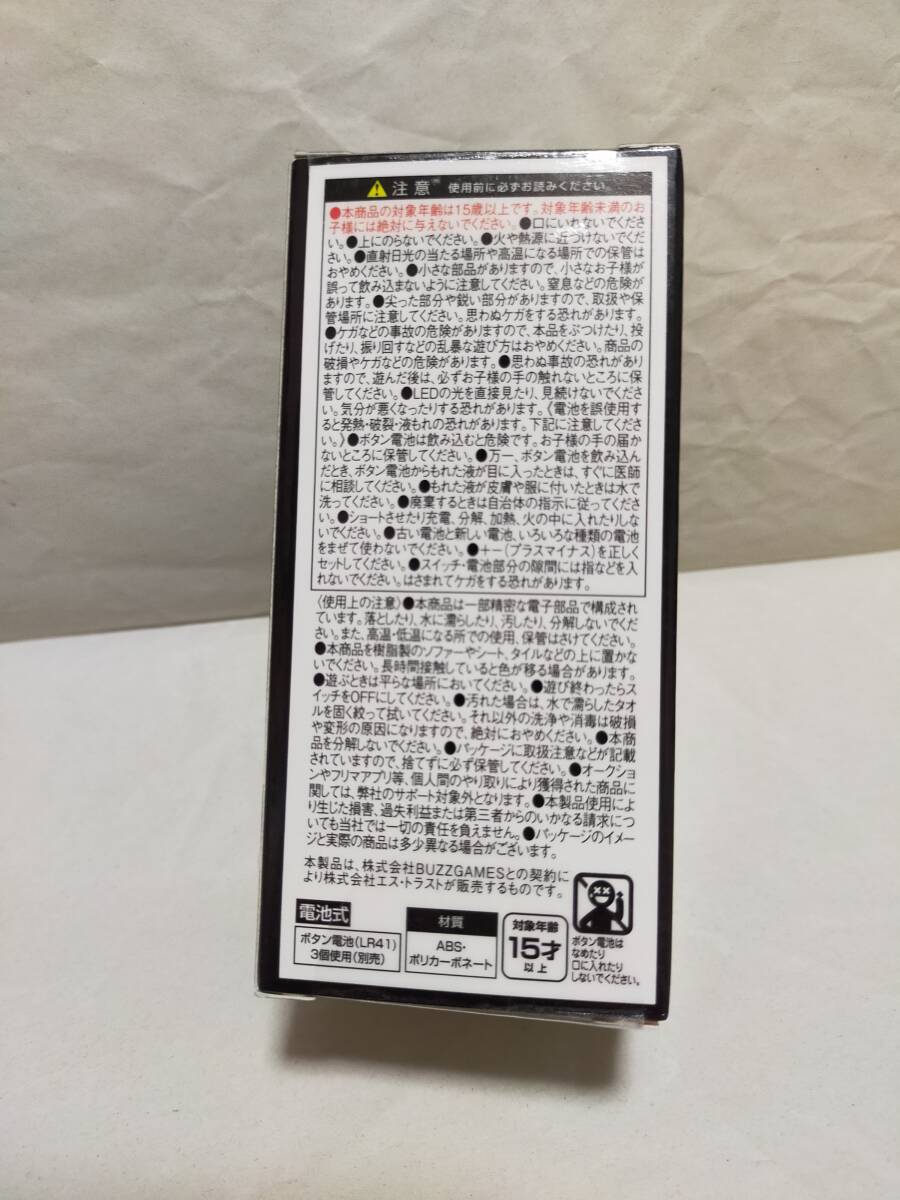 注意 使用前に必ずお読みください。
●本商品の対象年齢は15歳以上です。対象年齢未満のお
子様には絶対に与えないでください。●口にいれないでくださ
い。●上にのらないでください。●火や熱源に近づけないでくだ
さい。●直射日光の当たる場所や高温になる場所での保管は
おやめください。●小さな部品がありますので、小さなお子様が
誤って飲み込まないように注意してください。窒息などの危険が
あります。●尖った部分や鋭い部分がありますので、取扱や保
管場所に注意してください。思わぬケガをする恐れがあります。
●ケガなどの事故の危険がありますので、本品をぶつけたり、投
げたり、振り回すなどの乱暴な遊び方はおやめください。商品の
破損やケガなどの危険があります。●思わぬ事故の恐れがあり
ますので、遊んだ後は、必ずお子様の手の触れないところに保
管してください。●LEDの光を直接見たり、見続けないでくださ
い。気分が悪くなったりする恐れがあります。《電池を誤使用す
ると発熱・破裂・液もれの恐れがあります。下記に注意してくださ
い。》●ボタン電池は飲み込むと危険です。お子様の手の届か
ないところに保管してください。●万一、ボタン電池を飲み込ん
だとき、ボタン電池からもれた液が目に入ったときは、すぐに医師
に相談してください。●もれた液が皮膚や服に付いたときは水で
洗ってください。●廃棄するときは自治体の指示に従ってくださ
い。●ショートさせたり充電、分解、加熱、火の中に入れたりしな
いでください。●古い電池と新しい電池、いろいろな種類の電池
をまぜて使わないでください。●＋−(プラスマイナス)を正しく
セットしてください。●スイッチ・電池部分の隙間には指などを入
れないでください。はさまれてケガをする恐れがあります。
〈使用上の注意〉●本商品は一部精密な電子部品で構成され
ています。落としたり、水に濡らしたり、汚したり、分解しないでくだ
さい。また、高温・低温になる所での使用、保管はさけてください。
●本商品を樹脂製のソファーやシート、タイルなどの上に置かな
いでください。長時間接触していると色が移る場合があります。
●遊ぶときは平らな場所においてください。●遊び終わったらス
イッチをOFFにしてください。●汚れた場合は、水で濡らしたタオ
ルを固く絞って拭いてください。それ以外の洗浄や消毒は破損
や変形の原因になりますので、絶対におやめください。●本商
品を分解しないでください。●パッケージに取扱注意などが記載
されていますので、捨てずに必ず保管してください。●オークショ
ンやフリマアプリ等、個人間のやり取りにより獲得された商品に
関しては、弊社のサポート対象外となります。●本製品使用によ
り生じた損害、過失利益または第三者からのいかなる請求につ
いても当社では一切の責任を負えません。●パッケージのイメー
ジと実際の商品は多少異なる場合がございます。
本製品は、株式会社BUZZGAMESとの契約に
より株式会社エス・トラストが販売するものです。
電池式
ボタン電池(LR41)
3個使用(別売)
材質
ABS・
ポリカーボネート
対象年齢
15才
以上
ボタン電池は
なめたり
口に入れたり
しないでください。